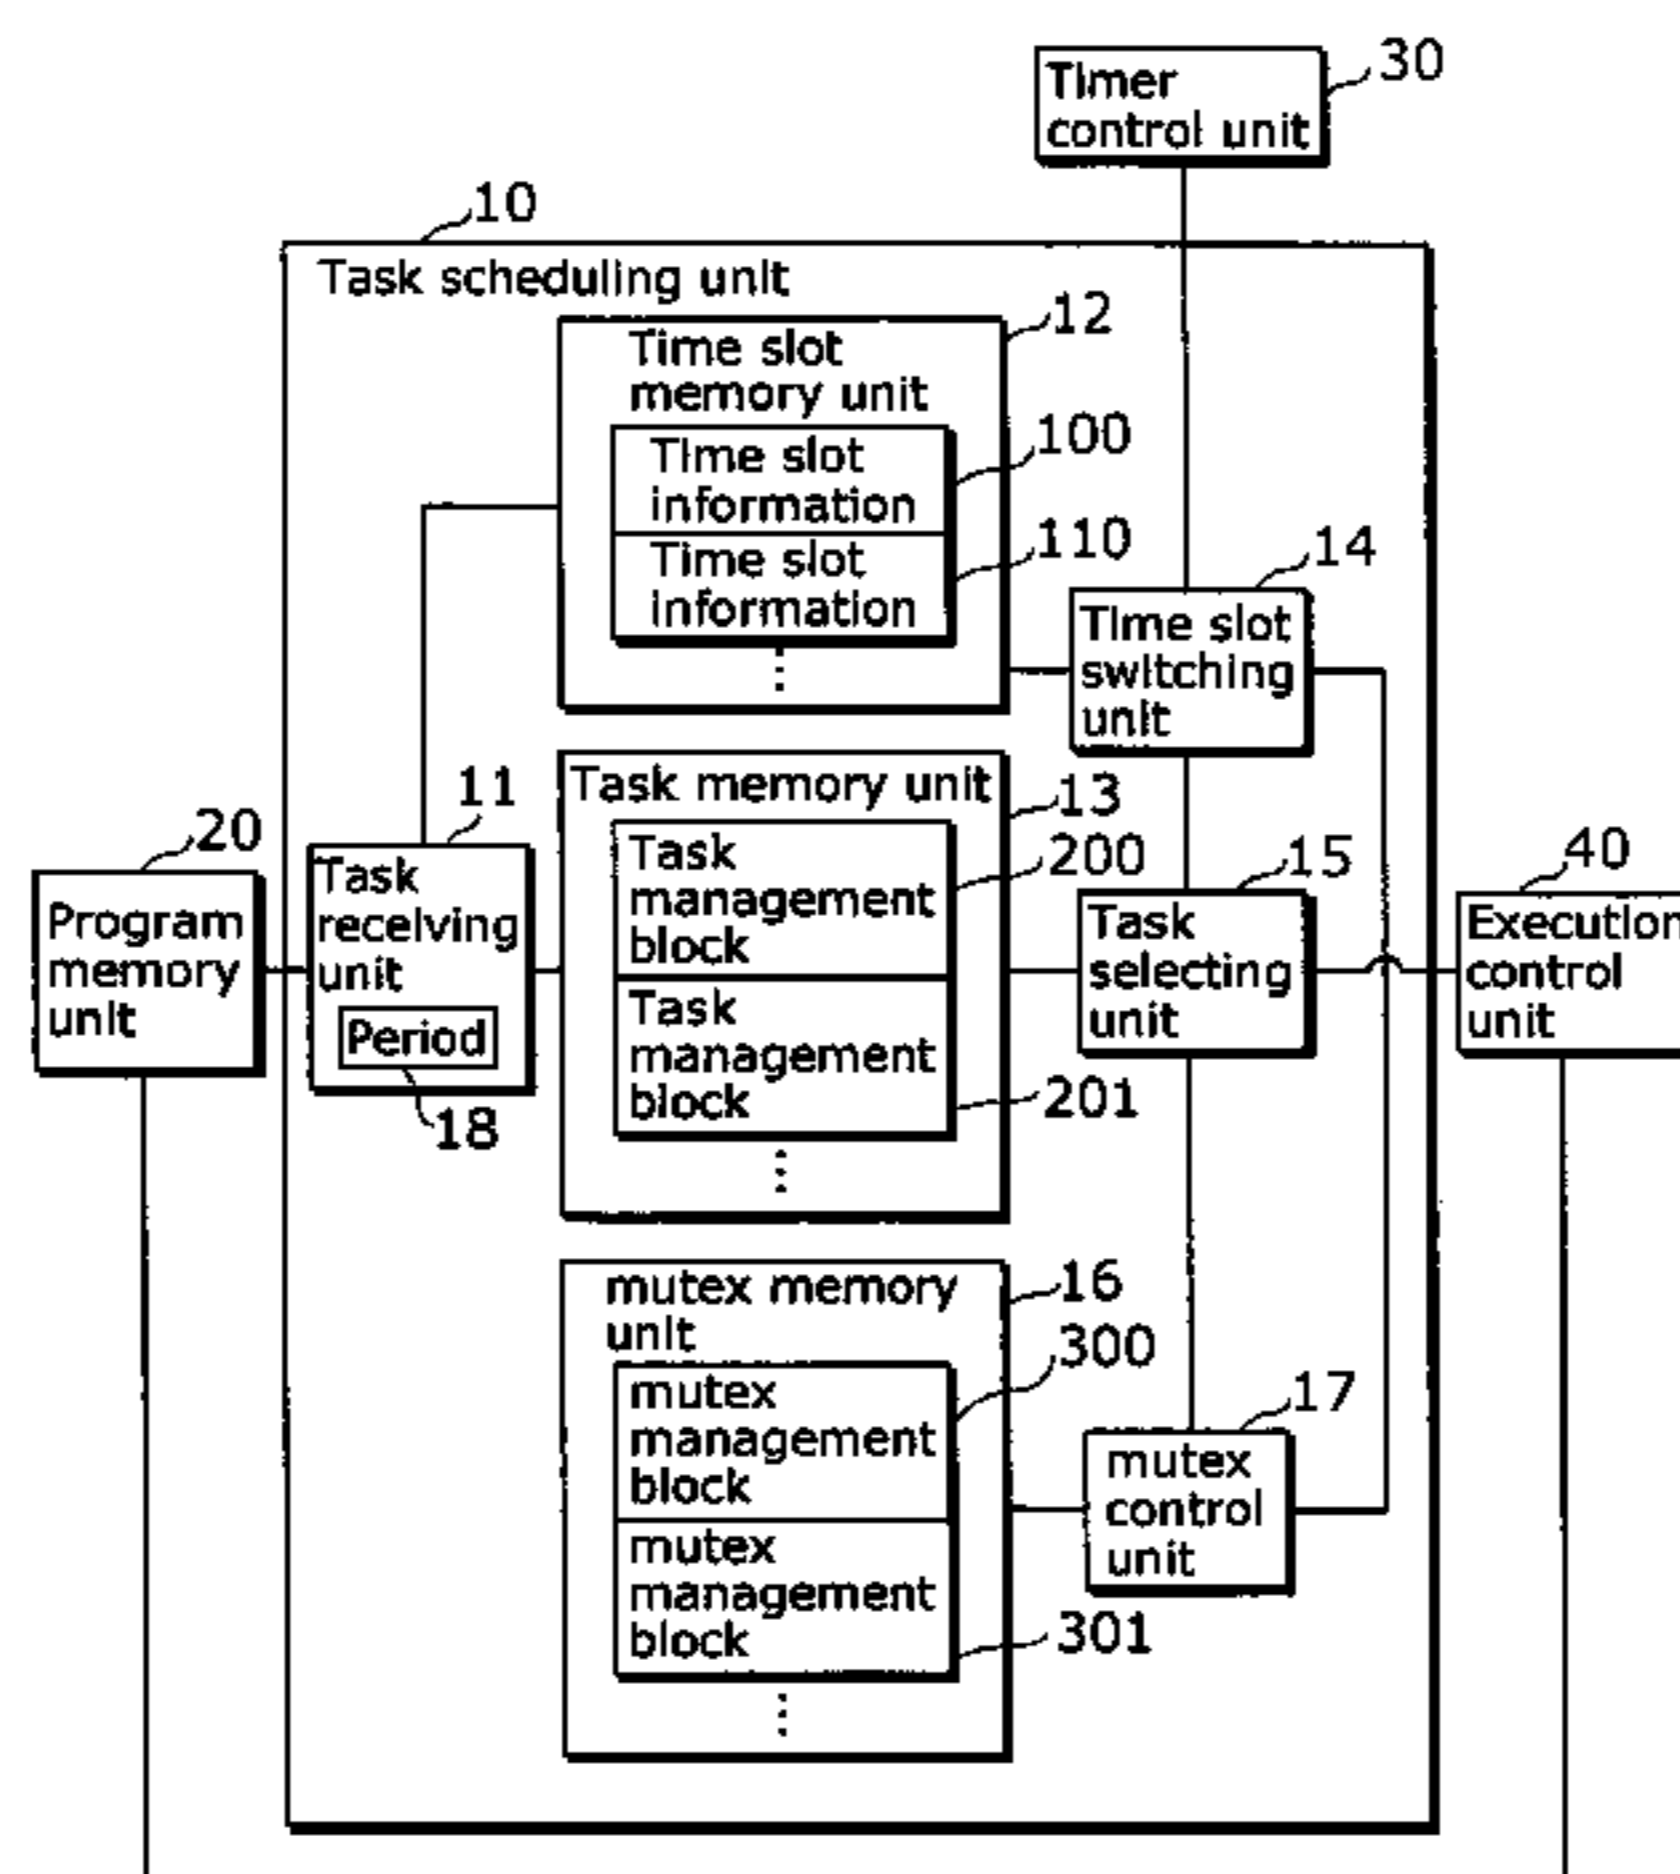 30
Timer
control unit
10
Task scheduling unit
12
Time slot
memory unit
100
Time slot
information
110
Time slot
information
14
Time slot
switching
unit
11
Task
receiving
unit
Period
18
20
Program
memory
unit
Task memory unit
13
200
Task
management
block
Task
management
block
201
15
Task
selecting
unit
40
Execution
control
unit
mutex memory
unit
16
300
mutex
management
block
mutex
management
block
301
17
mutex
control
unit